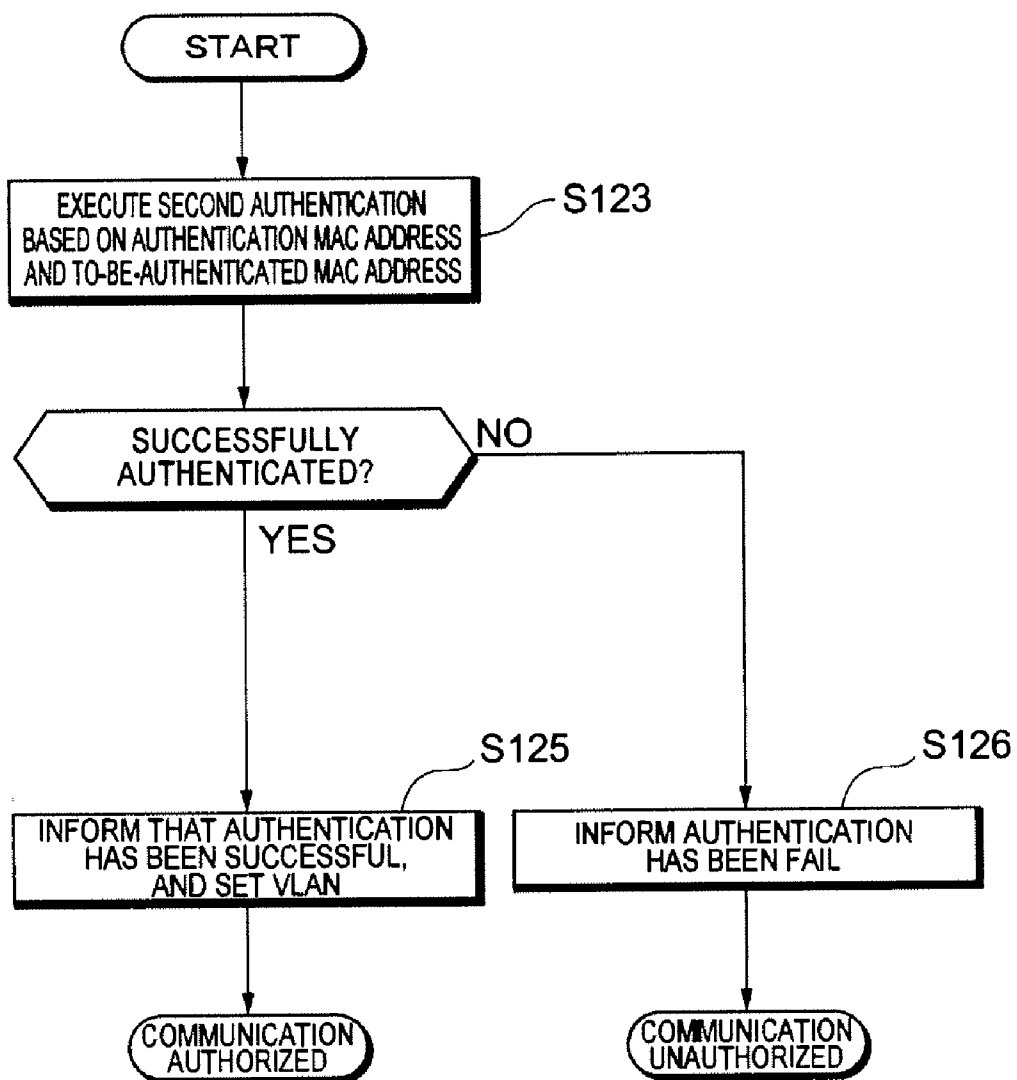 START
EXECUTE SECOND AUTHENTICATION
BASED ON AUTHENTICATION MAC ADDRESS
AND TO-BE-AUTHENTICATED MAC ADDRESS
S123
SUCCESSFULLY
AUTHENTICATED?
NO
YES
S125
INFORM THAT AUTHENTICATION
HAS BEEN SUCCESSFUL,
AND SET VLAN
S126
INFORM AUTHENTICATION
HAS BEEN FAIL
COMMUNICATION
AUTHORIZED
COMMUNICATION
UNAUTHORIZED